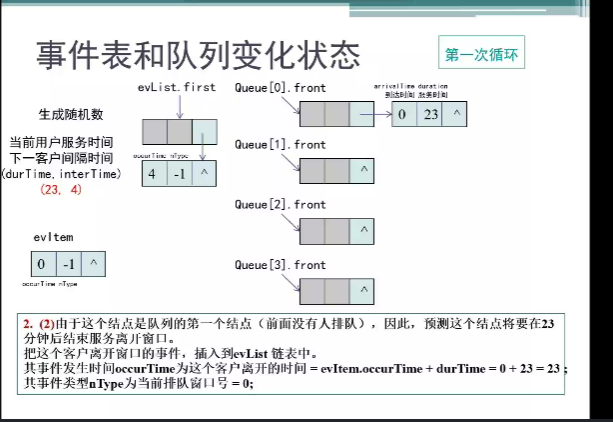 事件表和队列变化状态
第一次循环
evList.first
Queue[0].front
arrivalTime duration
到达时间 服务时间
生成随机数
0 23 ^
当前用户服务时间
下一客户间隔时间
(durTime,interTime)
(23, 4)
occurTime nType
4 -1 ^
Queue[1].front
^
Queue[2].front
^
evItem
0 -1 ^
occurTime nType
Queue[3].front
^
2. (2)由于这个结点是队列的第一个结点（前面没有人排队），因此，预测这个结点将要在23
分钟后结束服务离开窗口。
把这个客户离开窗口的事件，插入到evList 链表中。
其事件发生时间occurTime为这个客户离开的时间 = evItem.occurTime + durTime = 0 + 23 = 23 ;
其事件类型nType为当前排队窗口号 = 0;